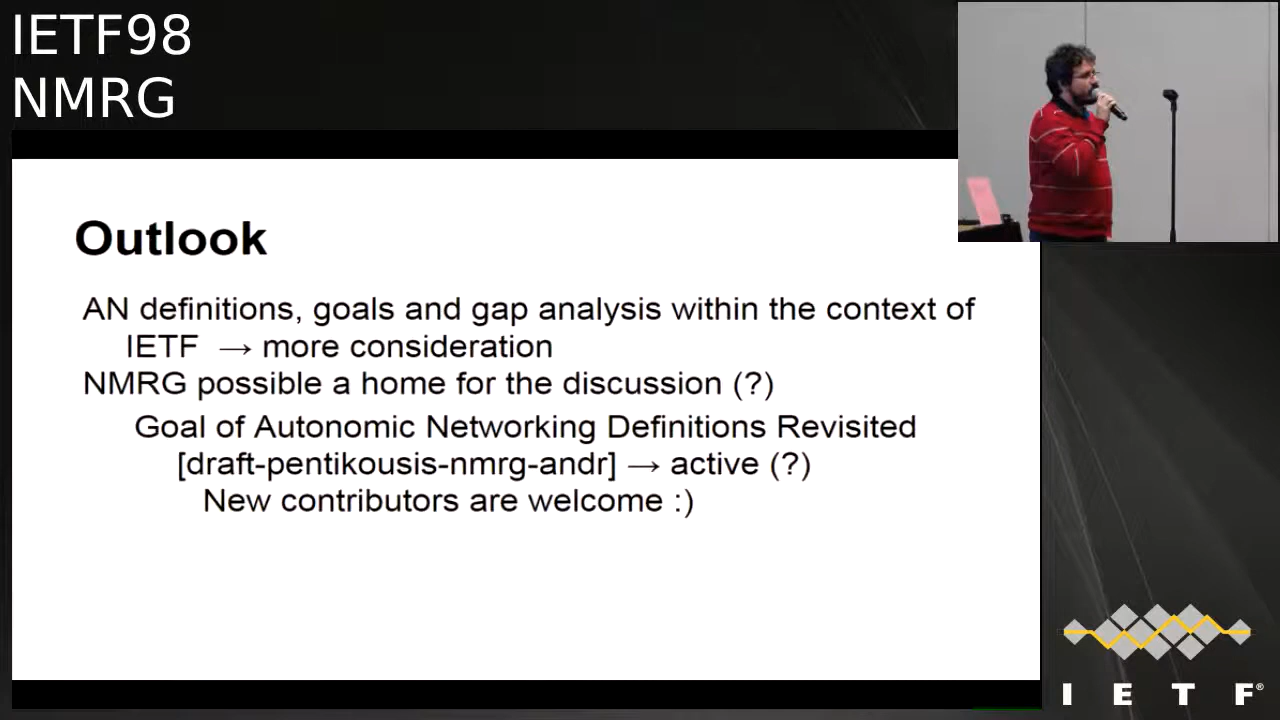 IETF98
NMRG
Outlook
AN definitions, goals and gap analysis within the context of
IETF → more consideration
NMRG possible a home for the discussion (?)
Goal of Autonomic Networking Definitions Revisited
[draft-pentikousis-nmrg-andr] → active (?)
New contributors are welcome :)
I E T F®